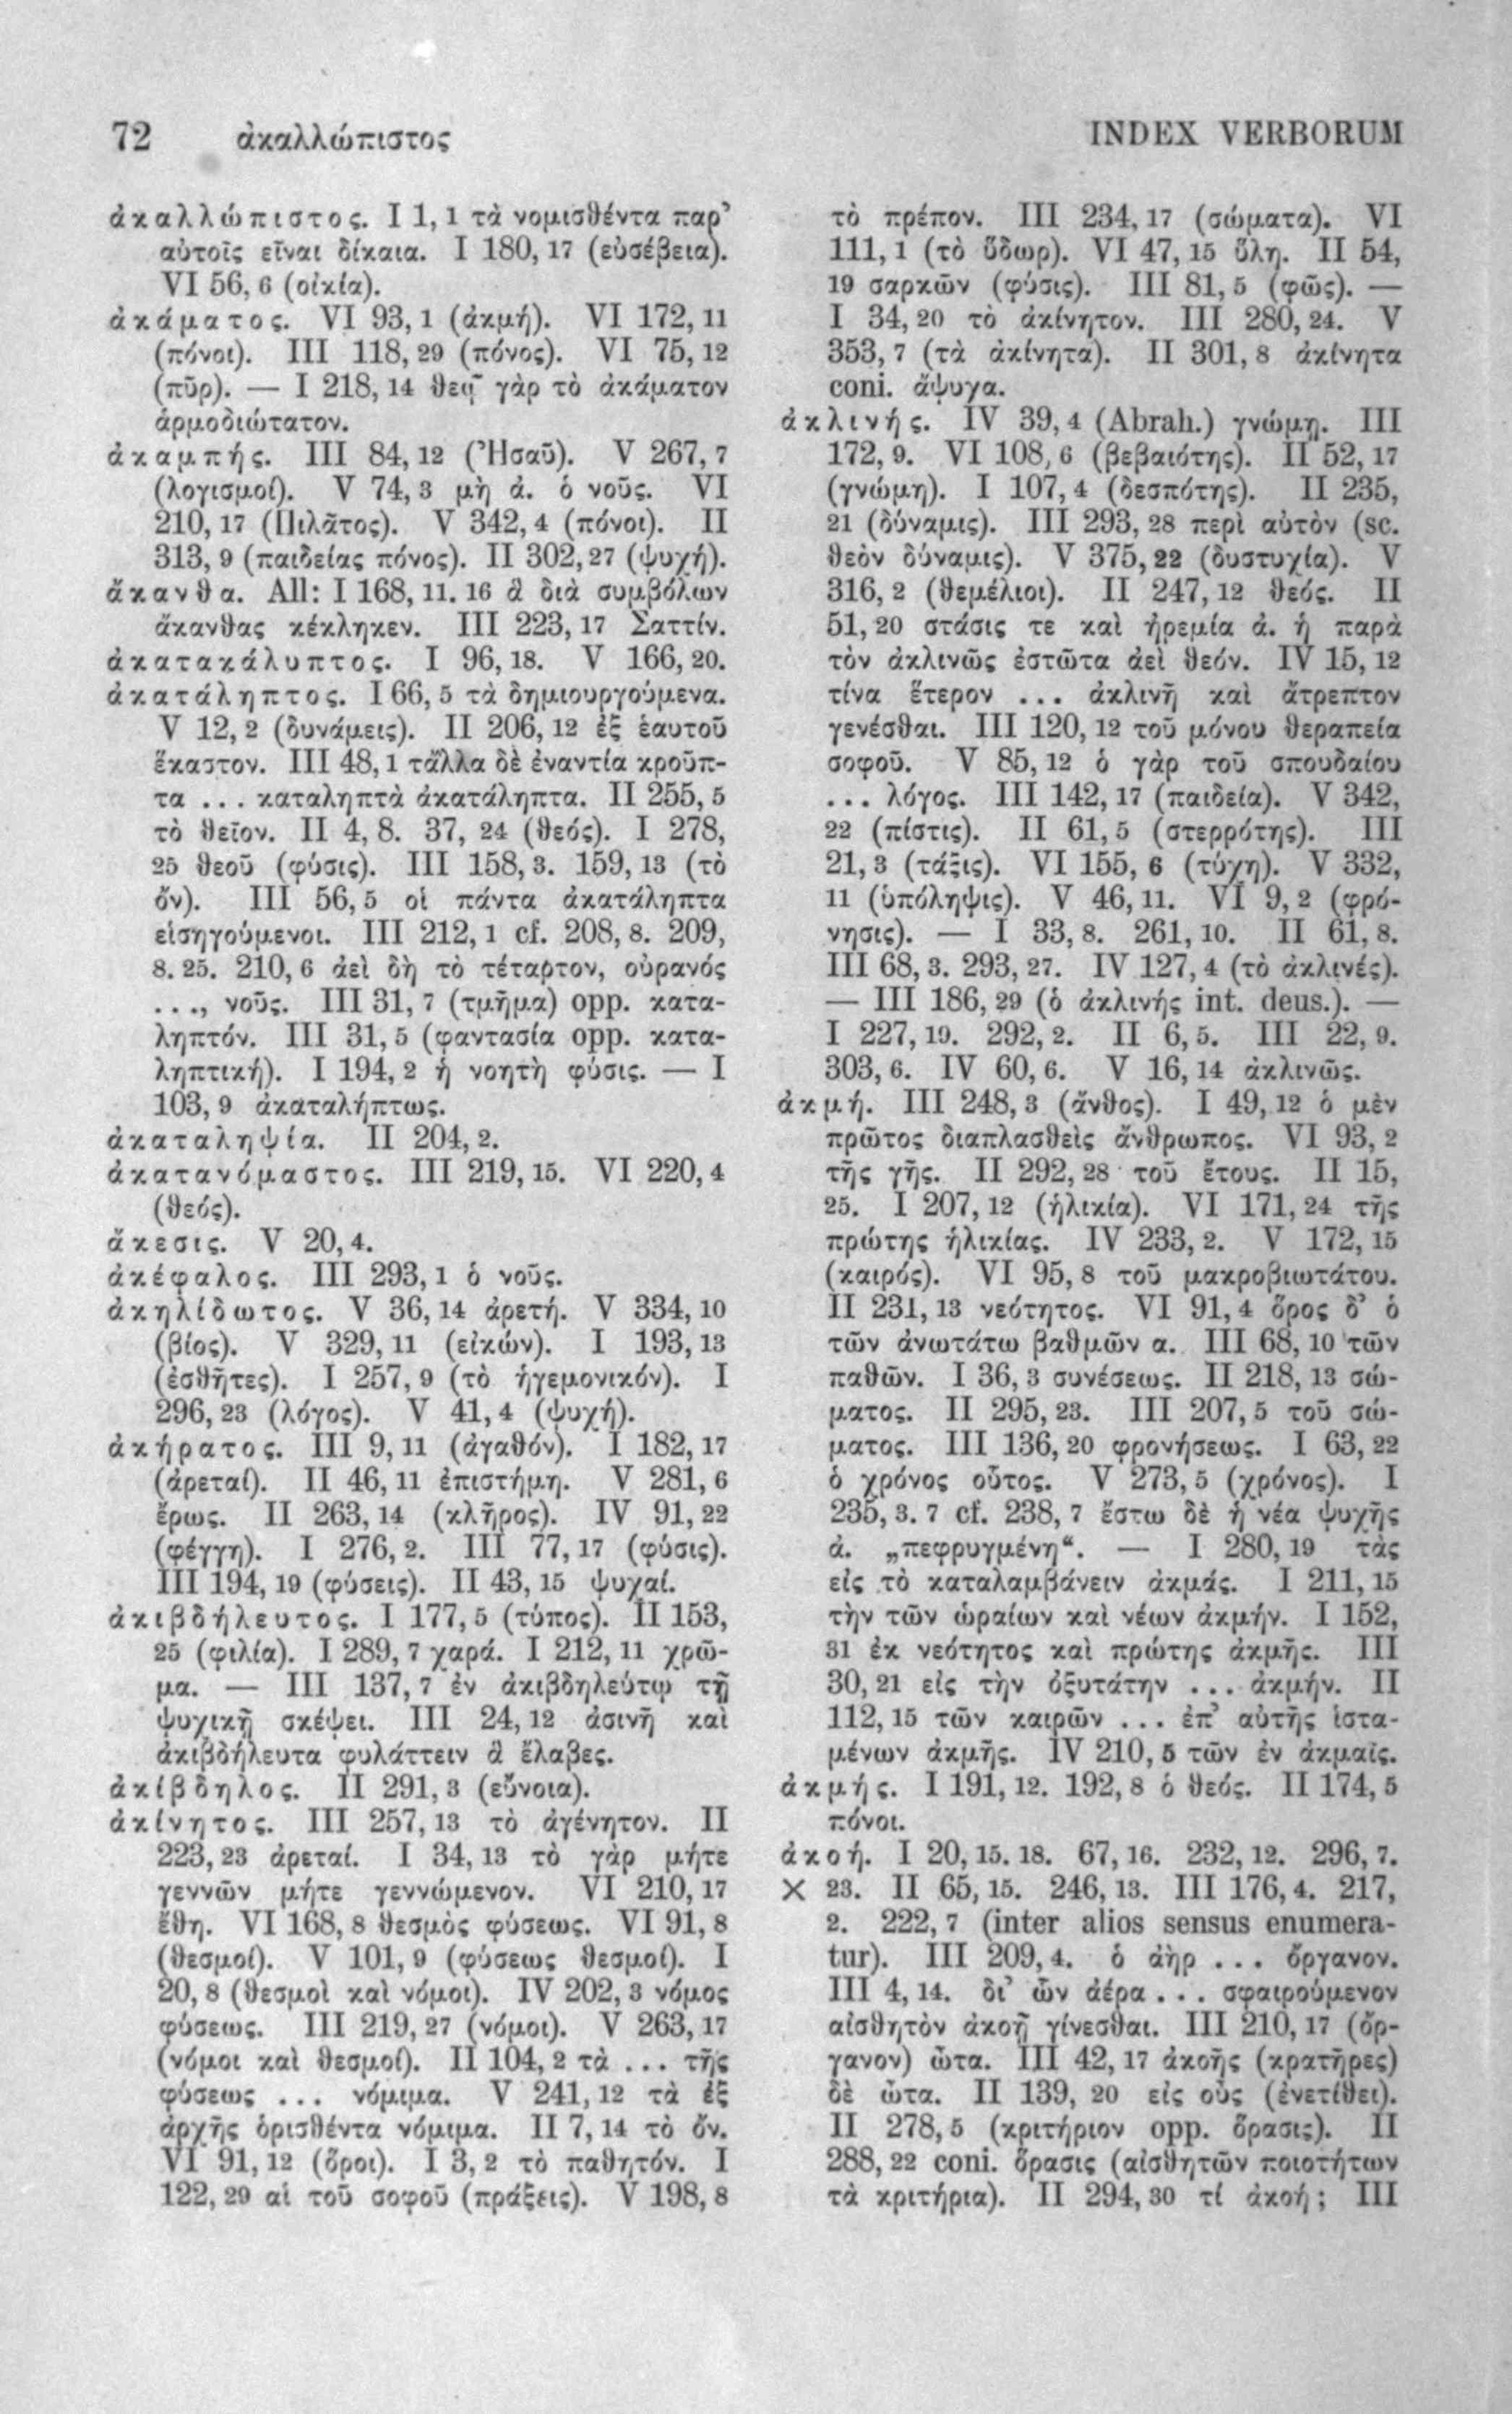 72 ἀκαλλώπιστος INDEX VERBORUM
ἀκαλλώπιστος. I 1, 1 τὰ νομισθέντα παρ’
αὐτοῖς εἶναι δίκαια. I 180, 17 (εὐσέβεια).
VI 56, 6 (οἰκία).
ἀκάματος. VI 93, 1 (ἀκμή). VI 172, 11
(πόνοι). III 118, 29 (πόνος). VI 75, 12
(πῦρ). — I 218, 14 θεῷ γὰρ τὸ ἀκάματον
ἁρμοδιώτατον.
ἀκαμπής. III 84, 12 (Ἠσαῦ). V 267, 7
(λογισμοί). V 74, 3 μὴ ἀ. ὁ νοῦς. VI
210, 17 (Πιλᾶτος). V 342, 4 (πόνοι). II
313, 9 (παιδείας πόνος). II 302, 27 (ψυχή).
ἄκανθα. All: I 168, 11. 16 ἃ διὰ συμβόλων
ἄκανθας κέκληκεν. III 223, 17 Σαττίν.
ἀκατακάλυπτος. I 96, 18. V 166, 20.
ἀκατάληπτος. I 66, 5 τὰ δημιουργούμενα.
V 12, 2 (δυνάμεις). II 206, 12 ἐξ ἑαυτοῦ
ἕκαστον. III 48, 1 τἄλλα δὲ ἐναντία κροῦπ-
τα ... καταληπτὰ ἀκατάληπτα. II 255, 5
τὸ θεῖον. II 4, 8. 37, 24 (θεός). I 278,
25 θεοῦ (φύσις). III 158, 3. 159, 13 (τὸ
ὄν). III 56, 5 οἱ πάντα ἀκατάληπτα
εἰσηγούμενοι. III 212, 1 cf. 208, 8. 209,
8. 25. 210, 6 ἀεὶ δὴ τὸ τέταρτον, οὐρανός
..., νοῦς. III 31, 7 (τμῆμα) opp. κατα-
ληπτόν. III 31, 5 (φαντασία opp. κατα-
ληπτική). I 194, 2 ἡ νοητὴ φύσις. — I
103, 9 ἀκαταλήπτως.
ἀκαταληψία. II 204, 2.
ἀκατανόμαστος. III 219, 15. VI 220, 4
(θεός).
ἄκεσις. V 20, 4.
ἀκέφαλος. III 293, 1 ὁ νοῦς.
ἀκηλίδωτος. V 36, 14 ἀρετή. V 334, 10
(βίος). V 329, 11 (εἰκών). I 193, 13
(ἐσθῆτες). I 257, 9 (τὸ ἡγεμονικόν). I
296, 23 (λόγος). V 41, 4 (ψυχή).
ἀκήρατος. III 9, 11 (ἀγαθόν). I 182, 17
(ἀρεταί). II 46, 11 ἐπιστήμη. V 281, 6
ἔρως. II 263, 14 (κλῆρος). IV 91, 22
(φέγγη). I 276, 2. III 77, 17 (φύσις).
III 194, 19 (φύσεις). II 43, 15 ψυχαί.
ἀκιβδήλευτος. I 177, 5 (τύπος). II 153,
25 (φιλία). I 289, 7 χαρά. I 212, 11 χρῶ-
μα. — III 137, 7 ἐν ἀκιβδηλεύτῳ τῇ
ψυχικῇ σκέψει. III 24, 12 ἀσινῆ καὶ
ἀκιβδήλευτα φυλάττειν ἃ ἔλαβες.
ἀκίβδηλος. II 291, 3 (εὔνοια).
ἀκίνητος. III 257, 13 τὸ ἀγένητον. II
223, 23 ἀρεταί. I 34, 13 τὸ γὰρ μήτε
γεννῶν μήτε γεννώμενον. VI 210, 17
ἔθη. VI 168, 8 θεσμὸς φύσεως. VI 91, 8
(θεσμοί). V 101, 9 (φύσεως θεσμοί). I
20, 8 (θεσμοὶ καὶ νόμοι). IV 202, 3 νόμος
φύσεως. III 219, 27 (νόμοι). V 263, 17
(νόμοι καὶ θεσμοί). II 104, 2 τὰ ... τῆς
φύσεως ... νόμιμα. V 241, 12 τὰ ἐξ
ἀρχῆς ὁρισθέντα νόμιμα. II 7, 14 τὸ ὄν.
VI 91, 12 (ὅροι). I 3, 2 τὸ παθητόν. I
122, 29 αἱ τοῦ σοφοῦ (πράξεις). V 198, 8
τὸ πρέπον. III 234, 17 (σώματα). VI
111, 1 (τὸ ὕδωρ). VI 47, 15 ὕλη. II 54,
19 σαρκῶν (φύσις). III 81, 5 (φῶς). —
I 34, 20 τὸ ἀκίνητον. III 280, 24. V
353, 7 (τὰ ἀκίνητα). II 301, 8 ἀκίνητα
coni. ἄψυγα.
ἀκλινής. IV 39, 4 (Abrah.) γνώμῃ. III
172, 9. VI 108, 6 (βεβαιότης). II 52, 17
(γνώμη). I 107, 4 (δεσπότης). II 235,
21 (δύναμις). III 293, 28 περὶ αὐτὸν (sc.
θεὸν δύναμις). V 375, 22 (δυστυχία). V
316, 2 (θεμέλιοι). II 247, 12 θεός. II
51, 20 στάσις τε καὶ ἠρεμία ἀ. ἡ παρὰ
τὸν ἀκλινῶς ἑστῶτα ἀεὶ θεόν. IV 15, 12
τίνα ἕτερον ... ἀκλινῆ καὶ ἄτρεπτον
γενέσθαι. III 120, 12 τοῦ μόνου θεραπεία
σοφοῦ. V 85, 12 ὁ γὰρ τοῦ σπουδαίου
... λόγος. III 142, 17 (παιδεία). V 342,
22 (πίστις). II 61, 5 (στερρότης). III
21, 3 (τάξις). VI 155, 6 (τύχη). V 332,
11 (ὑπόληψις). V 46, 11. VI 9, 2 (φρό-
νησις). — I 33, 8. 261, 10. II 61, 8.
III 68, 3. 293, 27. IV 127, 4 (τὸ ἀκλινές).
— III 186, 29 (ὁ ἀκλινής int. deus.). —
I 227, 19. 292, 2. II 6, 5. III 22, 9.
303, 6. IV 60, 6. V 16, 14 ἀκλινῶς.
ἀκμή. III 248, 3 (ἄνθος). I 49, 12 ὁ μὲν
πρῶτος διαπλασθεὶς ἄνθρωπος. VI 93, 2
τῆς γῆς. II 292, 28 τοῦ ἔτους. II 15,
25. I 207, 12 (ἡλικία). VI 171, 24 τῆς
πρώτης ἡλικίας. IV 233, 2. V 172, 15
(καιρός). VI 95, 8 τοῦ μακροβιωτάτου.
II 231, 13 νεότητος. VI 91, 4 ὅρος δ’ ὁ
τῶν ἀνωτάτω βαθμῶν α. III 68, 10 τῶν
παθῶν. I 36, 3 συνέσεως. II 218, 13 σώ-
ματος. II 295, 23. III 207, 5 τοῦ σώ-
ματος. III 136, 20 φρονήσεως. I 63, 22
ὁ χρόνος οὗτος. V 273, 5 (χρόνος). I
235, 3. 7 cf. 238, 7 ἔστω δὲ ἡ νέα ψυχῆς
ἀ. „πεφρυγμένη“. — I 280, 19 τὰς
εἰς τὸ καταλαμβάνειν ἀκμάς. I 211, 15
τὴν τῶν ὡραίων καὶ νέων ἀκμήν. I 152,
31 ἐκ νεότητος καὶ πρώτης ἀκμῆς. III
30, 21 εἰς τὴν ὀξυτάτην ... ἀκμήν. II
112, 15 τῶν καιρῶν ... ἐπ’ αὐτῆς ἱστα-
μένων ἀκμῆς. IV 210, 5 τῶν ἐν ἀκμαῖς.
ἀκμής. I 191, 12. 192, 8 ὁ θεός. II 174, 5
πόνοι.
ἀκοή. I 20, 15. 18. 67, 16. 232, 12. 296, 7.
X 23. II 65, 15. 246, 13. III 176, 4. 217,
2. 222, 7 (inter alios sensus enumera-
tur). III 209, 4. ὁ ἀὴρ ... ὄργανον.
III 4, 14. δι’ ὧν ἀέρα ... σφαιρούμενον
αἰσθητὸν ἀκοῇ γίνεσθαι. III 210, 17 (ὄρ-
γανον) ὦτα. III 42, 17 ἀκοῆς (κρατῆρες)
δὲ ὦτα. II 139, 20 εἰς οὓς (ἐνετίθει).
II 278, 5 (κριτήριον opp. ὅρασις). II
288, 22 coni. ὅρασις (αἰσθητῶν ποιοτήτων
τὰ κριτήρια). II 294, 30 τί ἀκοή; III